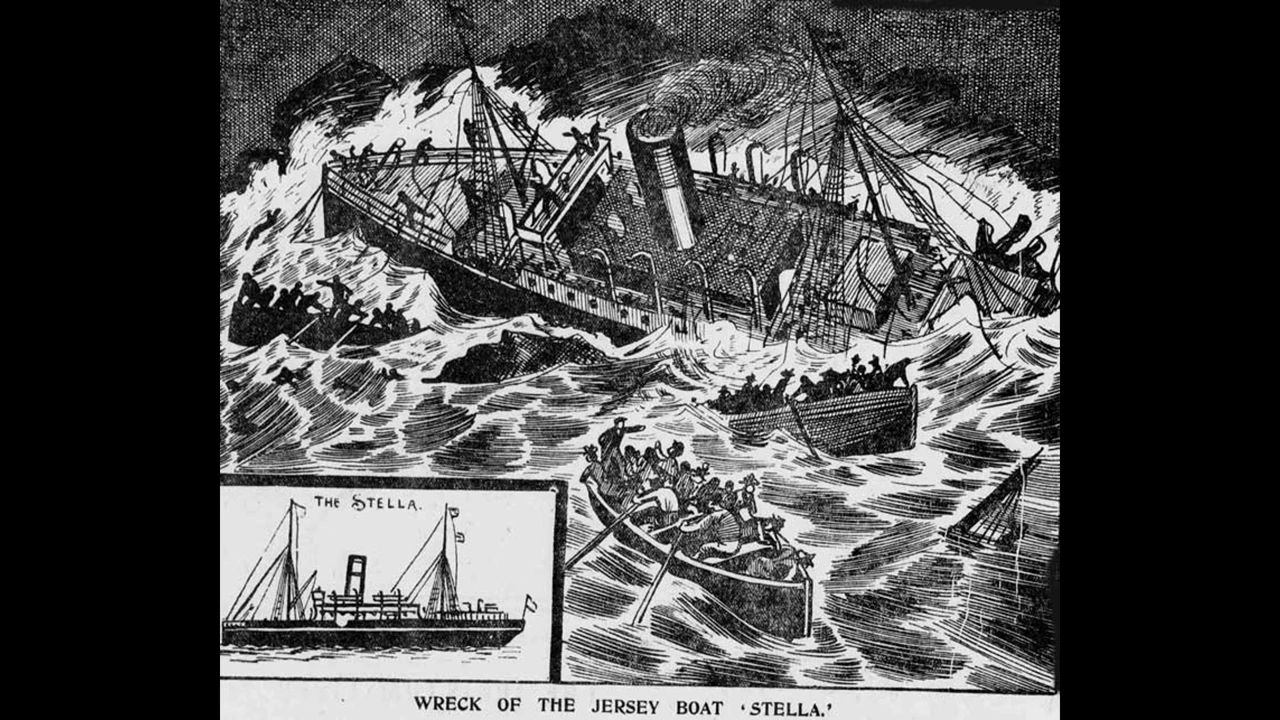 THE STELLA.
WRECK OF THE JERSEY BOAT ‘STELLA.’